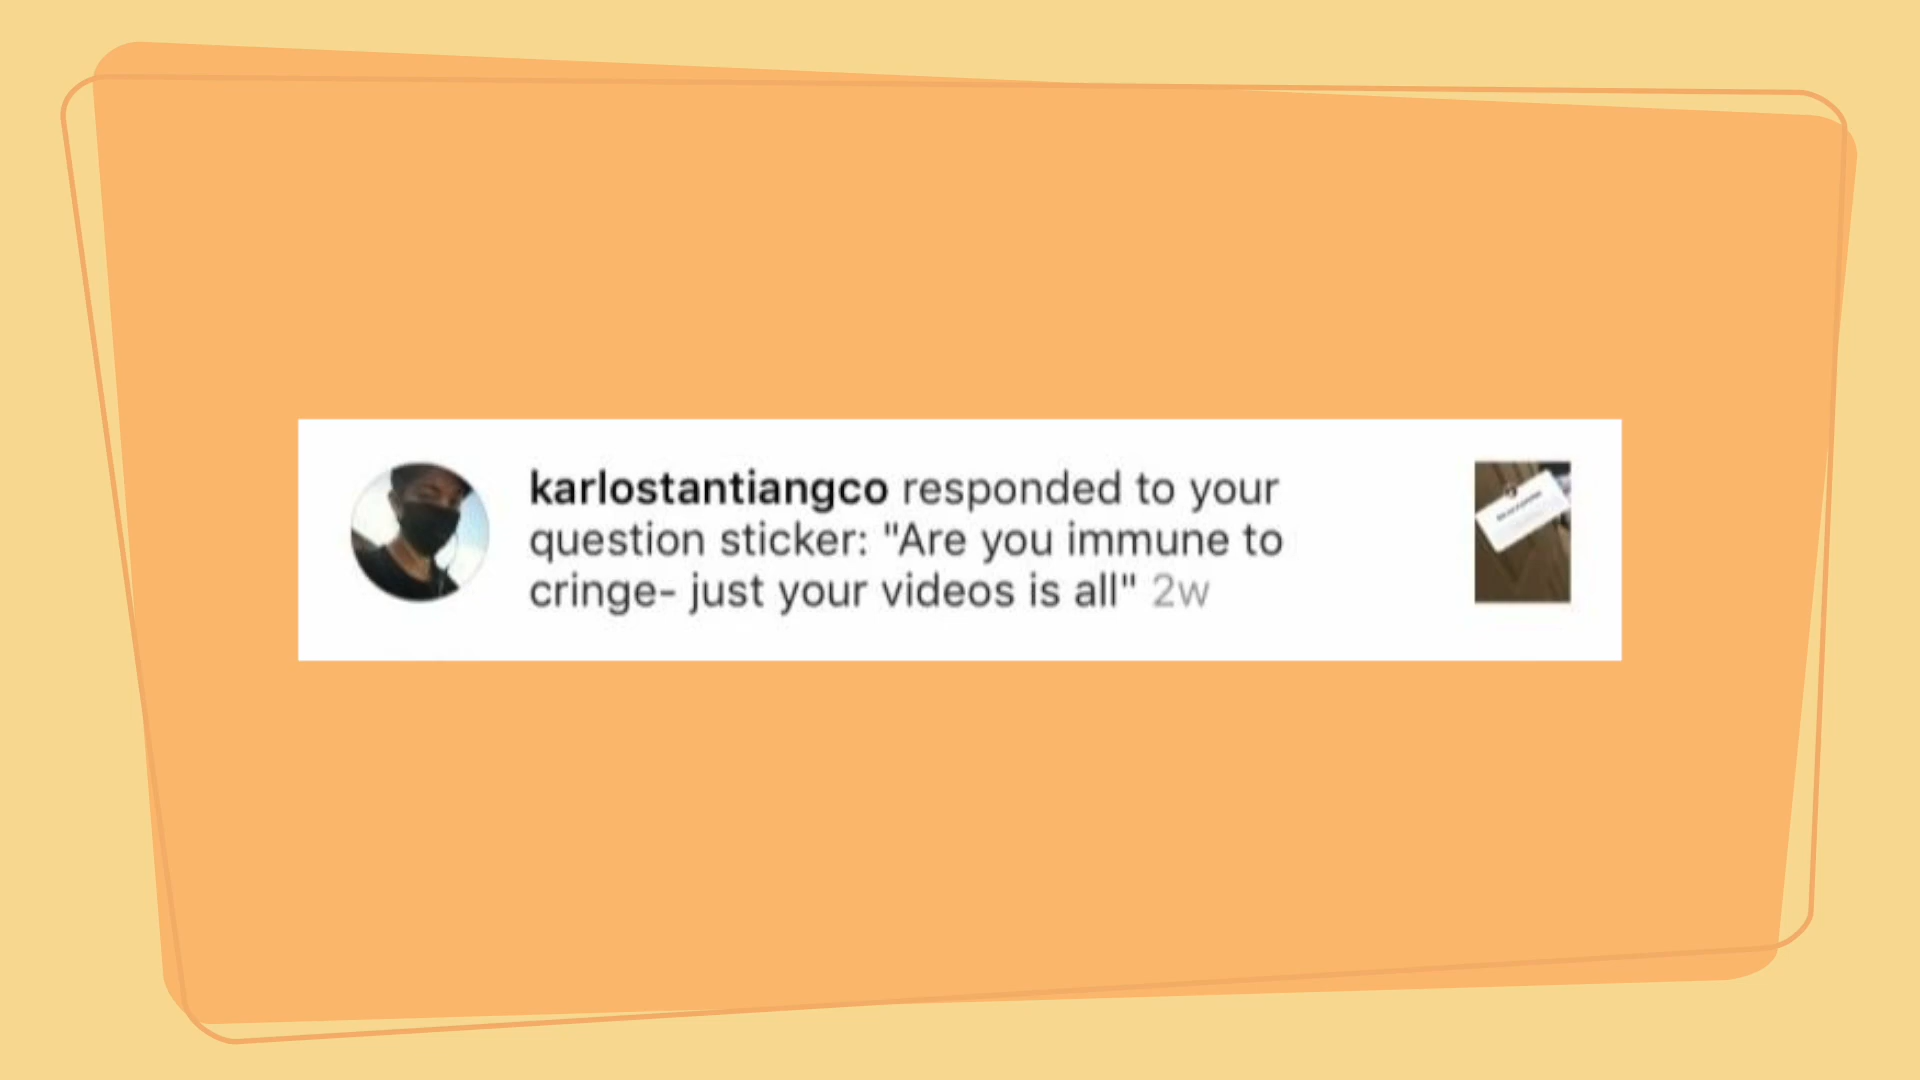 karlostantiangco responded to your
question sticker: "Are you immune to
cringe- just your videos is all" 2w